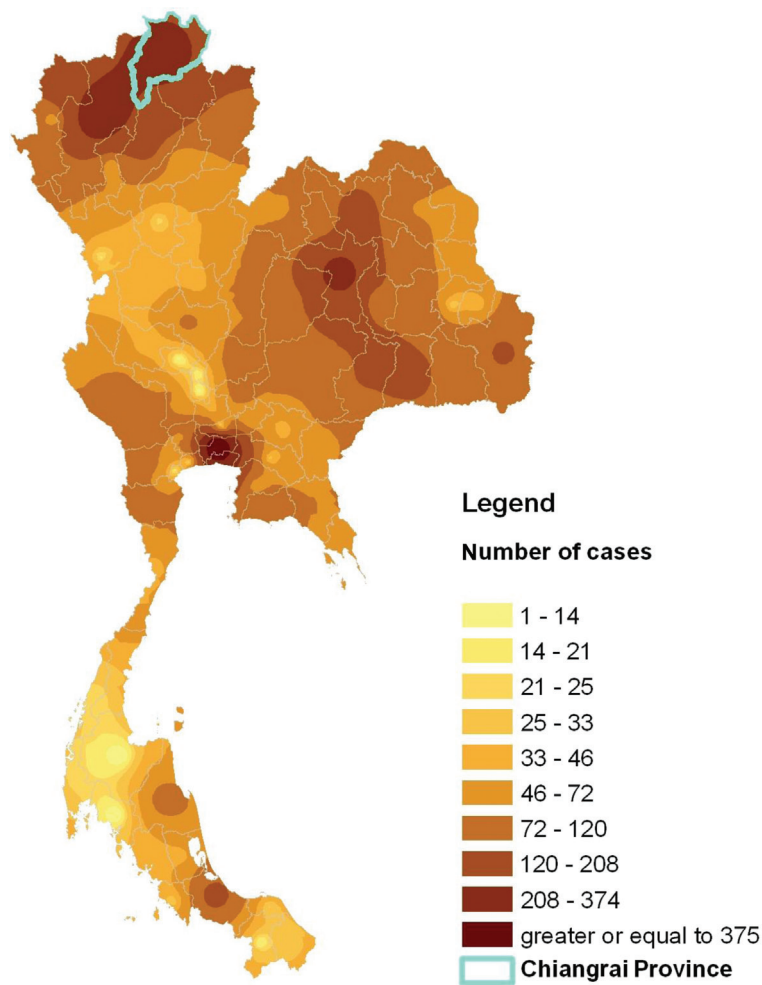 Legend
Number of cases
1 - 14
14 - 21
21 - 25
25 - 33
33 - 46
46 - 72
72 - 120
120 - 208
208 - 374
greater or equal to 375
Chiangrai Province